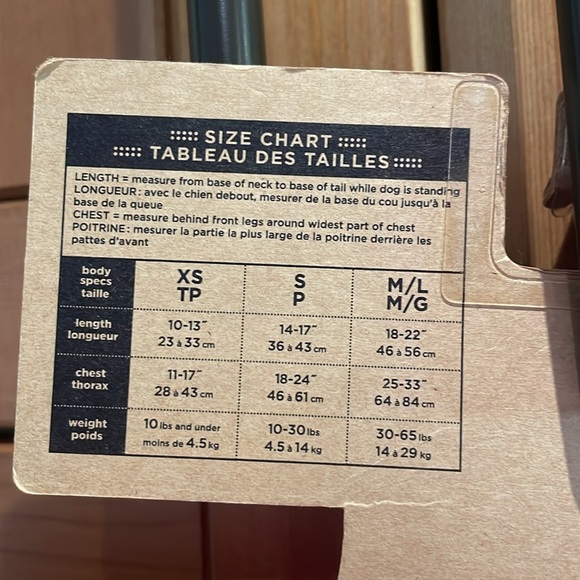 SIZE CHART
TABLEAU DES TAILLES
LENGTH = measure from base of neck to base of tail while dog is standing
LONGUEUR: avec le chien debout, mesurer de la base du cou jusqu'à la
base de la queue
CHEST = measure behind front legs around widest part of chest
POITRINE: mesurer la partie la plus large de la poitrine derrière les
pattes d'avant
body specs taille XS TP S P M/L M/G
length longueur 10-13" 23 à 33 cm 14-17" 36 à 43 cm 18-22" 46 à 56 cm
chest thorax 11-17" 28 à 43 cm 18-24" 46 à 61 cm 25-33" 64 à 84 cm
weight poids 10 lbs and under moins de 4.5 kg 10-30 lbs 4.5 à 14 kg 30-65 lbs 14 à 29 kg